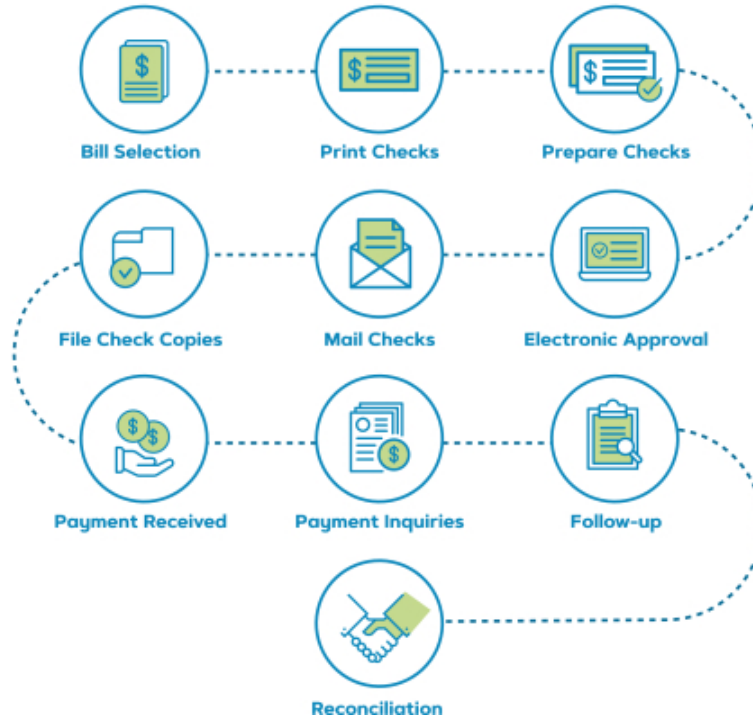 Bill Selection
Print Checks
Prepare Checks
File Check Copies
Mail Checks
Electronic Approval
Payment Received
Payment Inquiries
Follow-up
Reconciliation